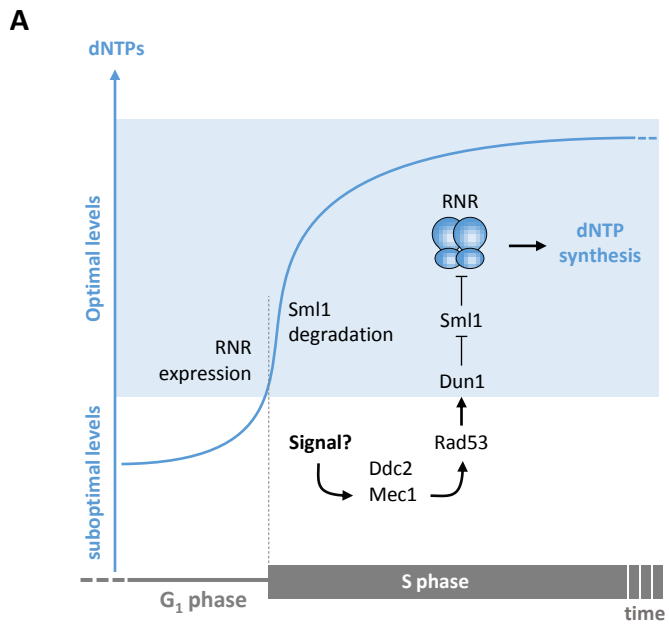 A
dNTPs
Optimal levels
suboptimal levels
RNR
expression
Sml1
degradation
RNR
dNTP
synthesis
Sml1
Dun1
Rad53
Signal?
Ddc2
Mec1
G₁ phase
S phase
time